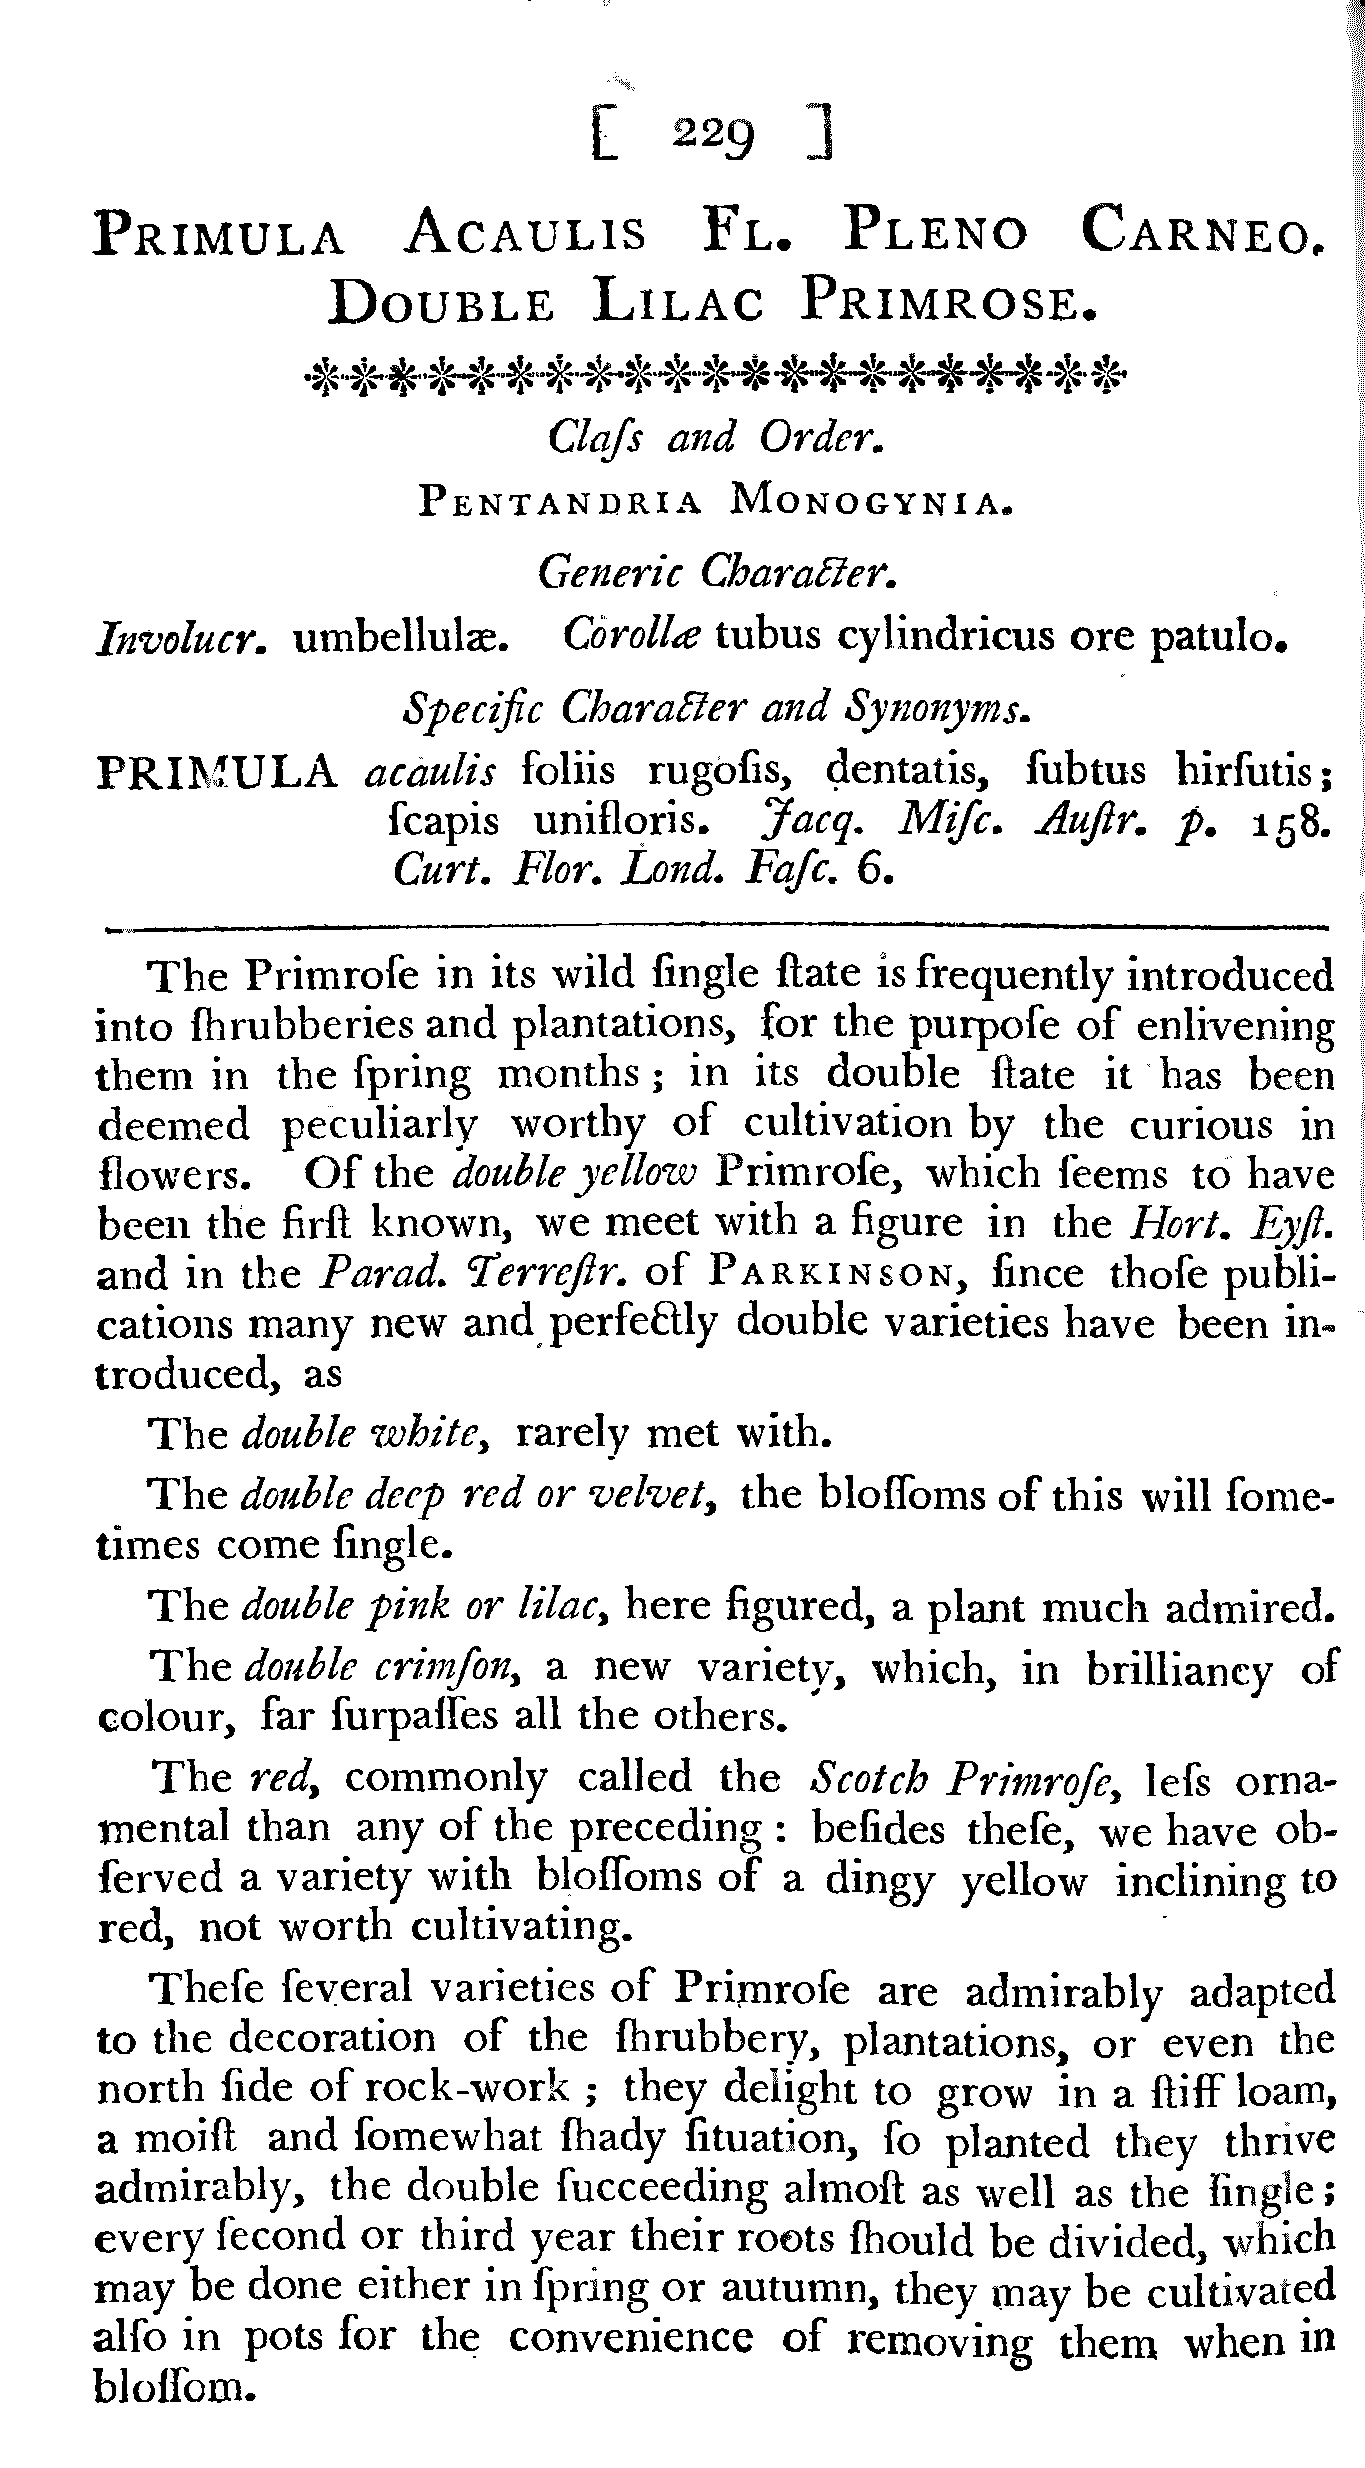 [ 229 ]
PRIMULA ACAULIS FL. PLENO CARNEO.
DOUBLE LILAC PRIMROSE.
Claſs and Order.
PENTANDRIA MONOGYNIA.
Generic Character.
Involucr. umbellulæ. Corollæ tubus cylindricus ore patulo.
Specific Character and Synonyms.
PRIMULA acaulis foliis rugoſis, dentatis, ſubtus hirſutis;
ſcapis unifloris. Jacq. Miſc. Auſtr. p. 158.
Curt. Flor. Lond. Faſc. 6.
The Primroſe in its wild ſingle ſtate is frequently introduced
into ſhrubberies and plantations, for the purpoſe of enlivening
them in the ſpring months; in its double ſtate it has been
deemed peculiarly worthy of cultivation by the curious in
flowers. Of the double yellow Primroſe, which ſeems to have
been the firſt known, we meet with a figure in the Hort. Eyſt.
and in the Parad. Terreſtr. of PARKINSON, ſince thoſe publi-
cations many new and perfectly double varieties have been in-
troduced, as
The double white, rarely met with.
The double deep red or velvet, the bloſſoms of this will ſome-
times come ſingle.
The double pink or lilac, here figured, a plant much admired.
The double crimſon, a new variety, which, in brilliancy of
colour, far ſurpaſſes all the others.
The red, commonly called the Scotch Primroſe, leſs orna-
mental than any of the preceding: beſides theſe, we have ob-
ſerved a variety with bloſſoms of a dingy yellow inclining to
red, not worth cultivating.
Theſe ſeveral varieties of Primroſe are admirably adapted
to the decoration of the ſhrubbery, plantations, or even the
north ſide of rock-work; they delight to grow in a ſtiff loam,
a moiſt and ſomewhat ſhady ſituation, ſo planted they thrive
admirably, the double ſucceeding almoſt as well as the ſingle;
every ſecond or third year their roots ſhould be divided, which
may be done either in ſpring or autumn, they may be cultivated
alſo in pots for the convenience of removing them when in
bloſſom.